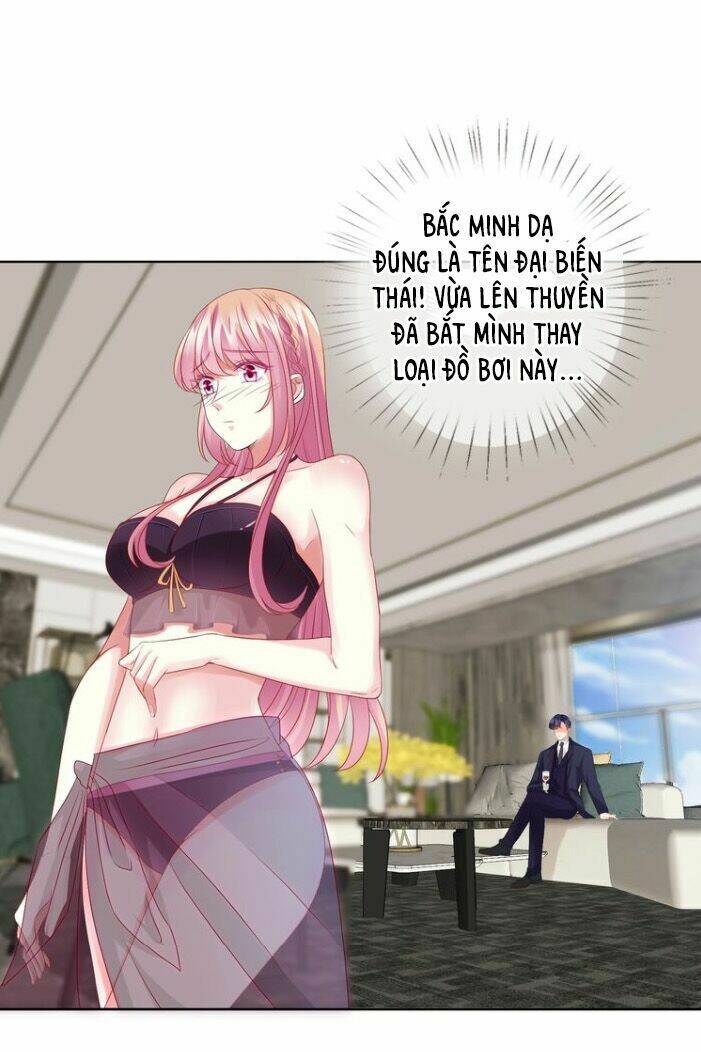 BẮC MINH DẠ
ĐÚNG LÀ TÊN ĐẠI BIẾN
THÁI! VỪA LÊN THUYỀN
ĐÃ BẮT MÌNH THAY
LOẠI ĐỒ BƠI NÀY...